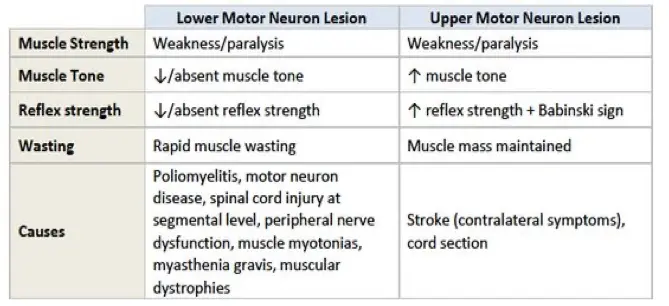 Lower Motor Neuron Lesion Upper Motor Neuron Lesion
Muscle Strength Weakness/paralysis Weakness/paralysis
Muscle Tone ↓/absent muscle tone ↑ muscle tone
Reflex strength ↓/absent reflex strength ↑ reflex strength + Babinski sign
Wasting Rapid muscle wasting Muscle mass maintained
Causes
Poliomyelitis, motor neuron
disease, spinal cord injury at
segmental level, peripheral nerve
dysfunction, muscle myotonias,
myasthenia gravis, muscular
dystrophies
Stroke (contralateral symptoms),
cord section